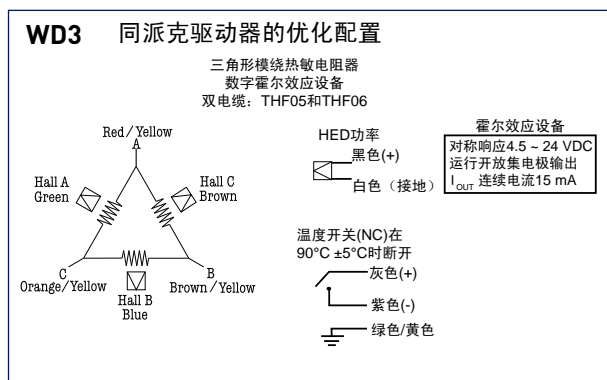 WD3 同派克驱动器的优化配置
三角形模绕热敏电阻器
数字霍尔效应设备
双电缆：THF05和THF06
Red/Yellow
A
Hall A
Green
Hall C
Brown
C
Orange/Yellow
Hall B
Blue
B
Brown/Yellow
HED功率
黑色(+)
白色（接地）
霍尔效应设备
对称响应4.5 ~ 24 VDC
运行开放集电极输出
I_OUT 连续电流15 mA
温度开关(NC)在
90°C ±5°C时断开
灰色(+)
紫色(-)
绿色/黄色